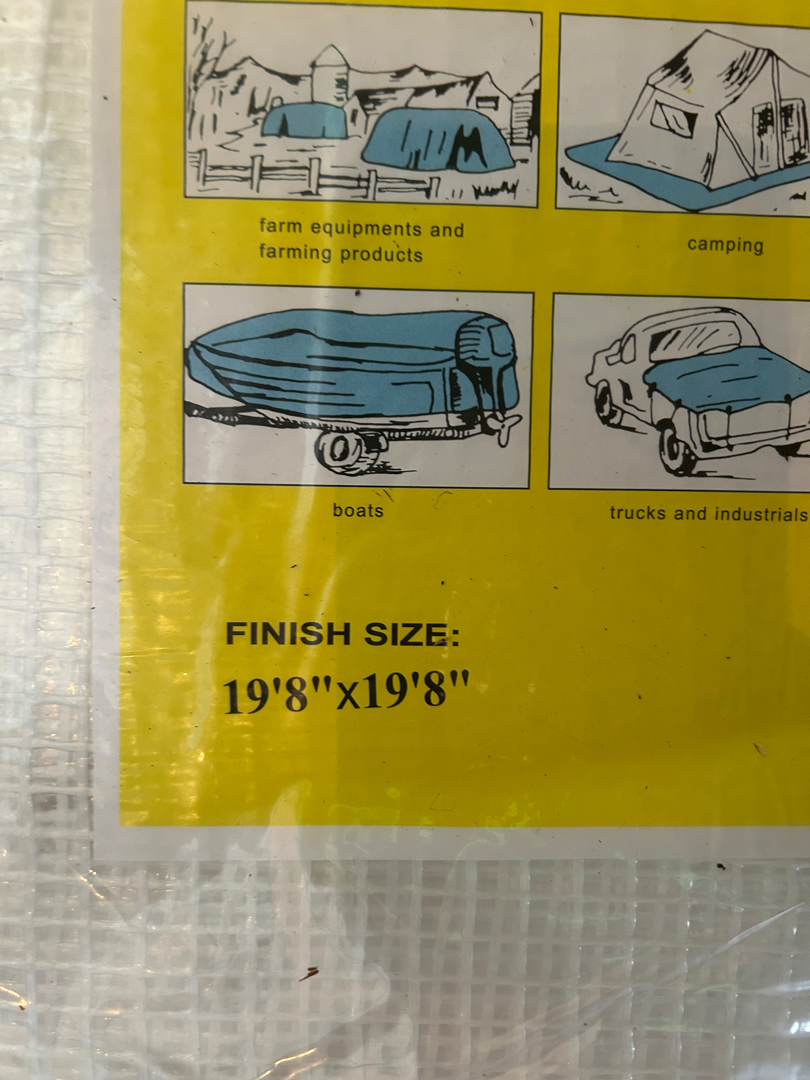 farm equipments and
farming products
camping
boats
trucks and industrials
FINISH SIZE:
19'8"x19'8"